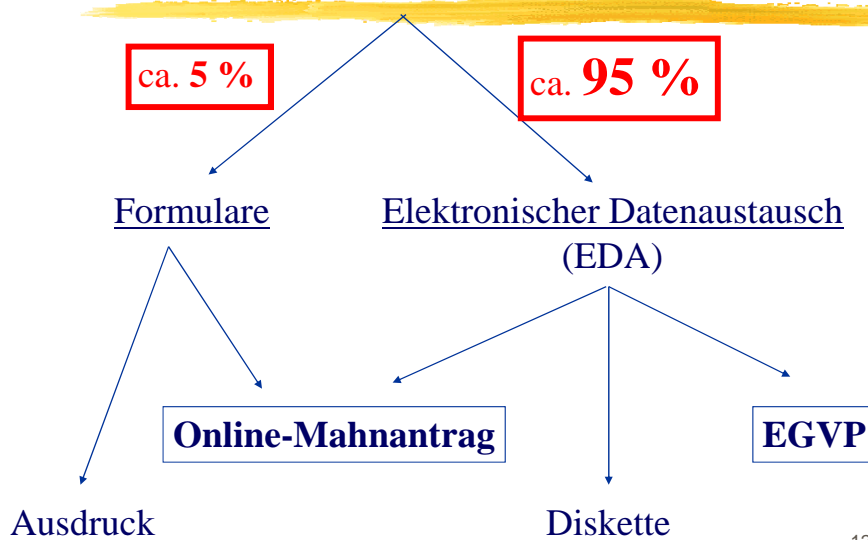 ca. 5 %
ca. 95 %
Formulare
Elektronischer Datenaustausch
(EDA)
Online-Mahnantrag
EGVP
Ausdruck
Diskette